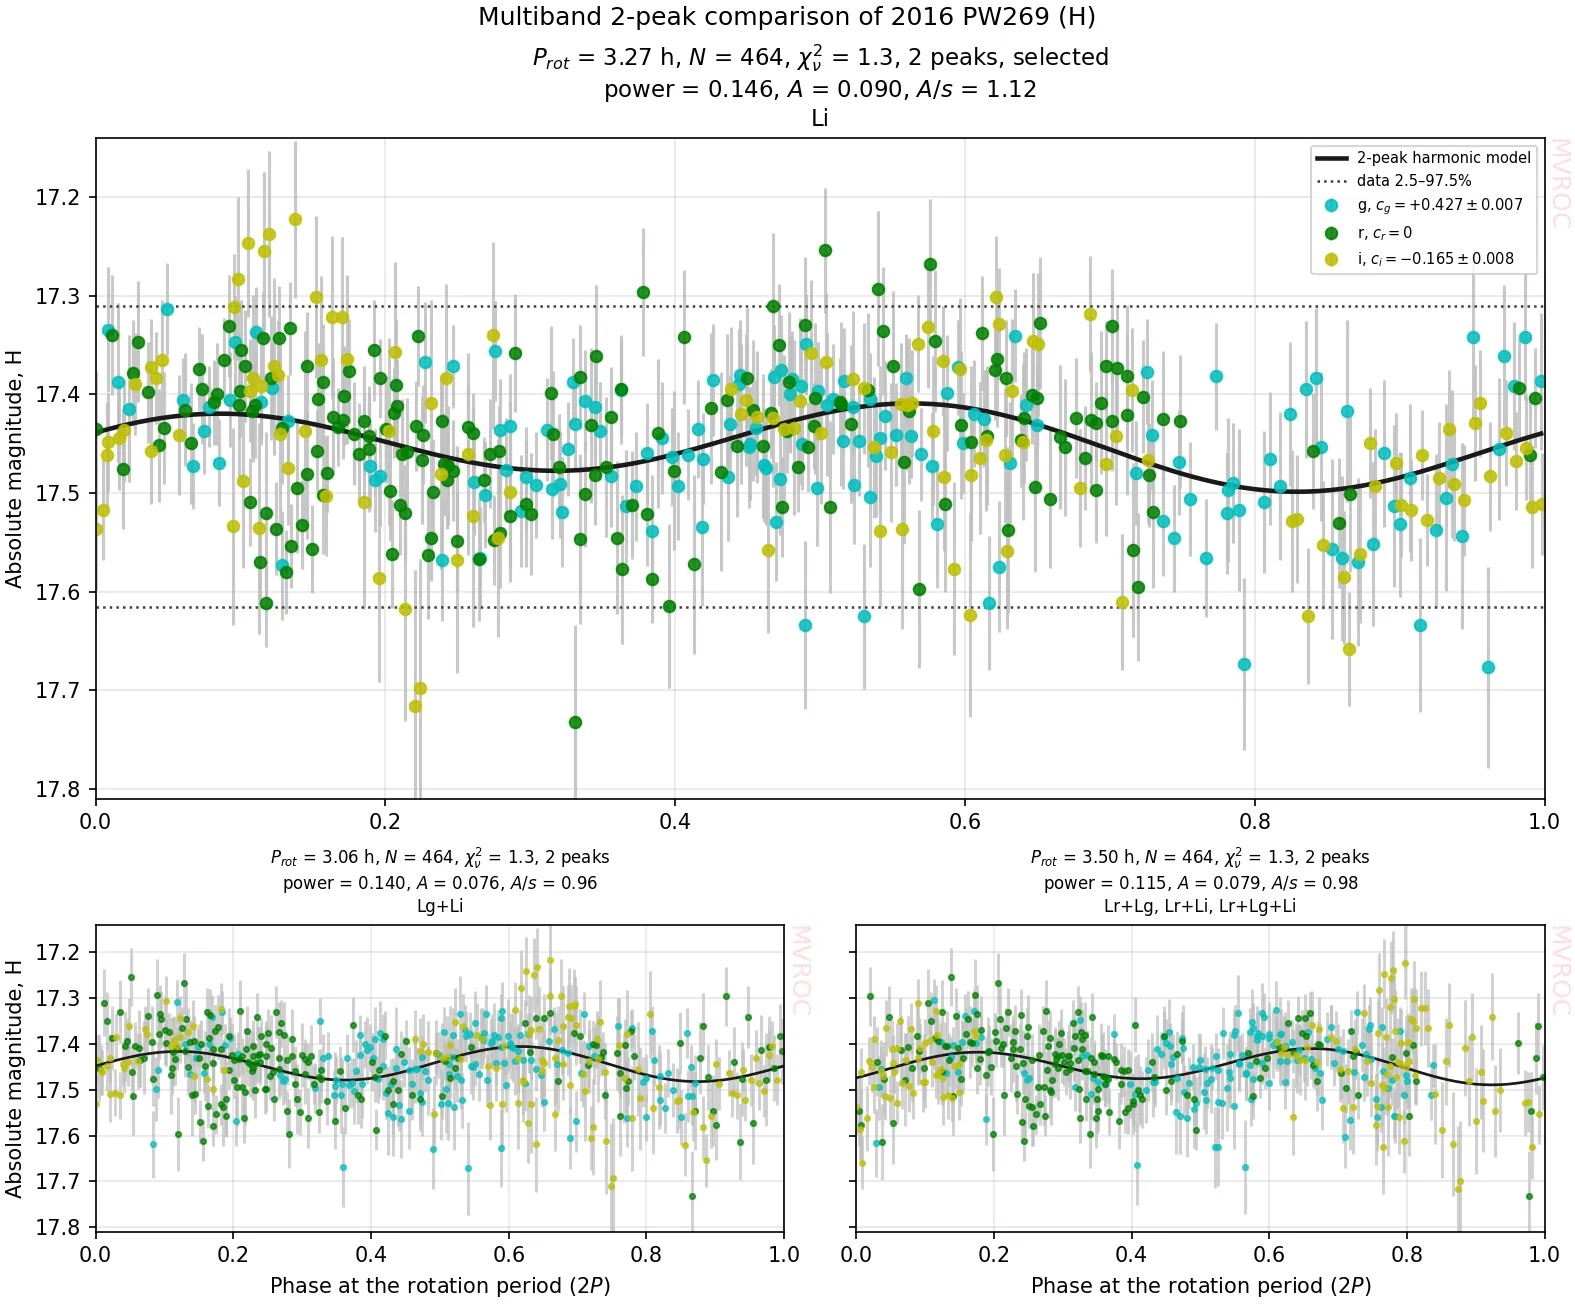 Multiband 2-peak comparison of 2016 PW269 (H)
P_rot = 3.27 h, N = 464, χ²_ν = 1.3, 2 peaks, selected
power = 0.146, A = 0.090, A/s = 1.12
Li
MVROC
2-peak harmonic model
data 2.5–97.5%
g, c_g = +0.427 ± 0.007
r, c_r = 0
i, c_i = −0.165 ± 0.008
Absolute magnitude, H
17.2
17.3
17.4
17.5
17.6
17.7
17.8
0.0 0.2 0.4 0.6 0.8 1.0
P_rot = 3.06 h, N = 464, χ²_ν = 1.3, 2 peaks
power = 0.140, A = 0.076, A/s = 0.96
Lg+Li
MVROC
Absolute magnitude, H
17.2
17.3
17.4
17.5
17.6
17.7
17.8
0.0 0.2 0.4 0.6 0.8 1.0
Phase at the rotation period (2P)
P_rot = 3.50 h, N = 464, χ²_ν = 1.3, 2 peaks
power = 0.115, A = 0.079, A/s = 0.98
Lr+Lg, Lr+Li, Lr+Lg+Li
MVROC
0.0 0.2 0.4 0.6 0.8 1.0
Phase at the rotation period (2P)